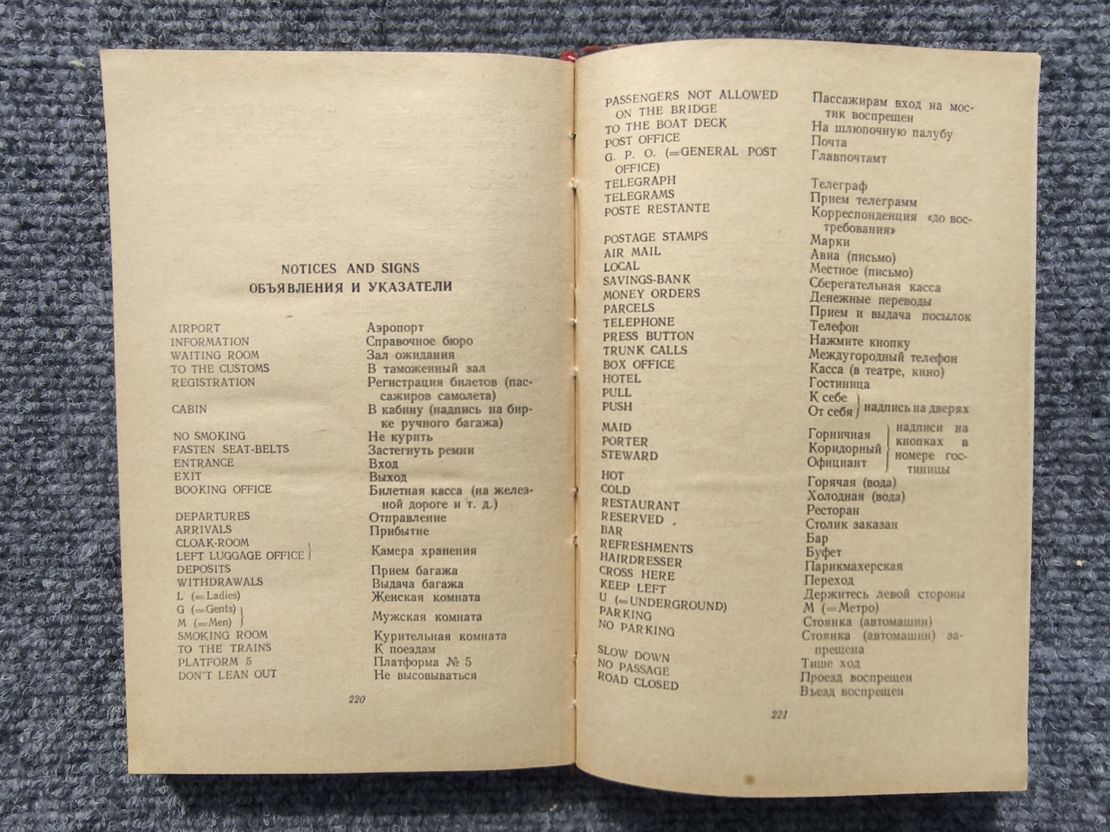 NOTICES AND SIGNS
ОБЪЯВЛЕНИЯ И УКАЗАТЕЛИ
AIRPORT Аэропорт
INFORMATION Справочное бюро
WAITING ROOM Зал ожидания
TO THE CUSTOMS В таможенный зал
REGISTRATION Регистрация билетов (пас-
сажиров самолета)
CABIN В кабину (надпись на бир-
ке ручного багажа)
NO SMOKING Не курить
FASTEN SEAT-BELTS Застегнуть ремни
ENTRANCE Вход
EXIT Выход
BOOKING OFFICE Билетная касса (на желез-
ной дороге и т. д.)
DEPARTURES Отправление
ARRIVALS Прибытие
CLOAK-ROOM
LEFT LUGGAGE OFFICE } Камера хранения
DEPOSITS Прием багажа
WITHDRAWALS Выдача багажа
L (=Ladies) Женская комната
G (=Gents)
M (=Men) } Мужская комната
SMOKING ROOM Курительная комната
TO THE TRAINS К поездам
PLATFORM 5 Платформа № 5
DON'T LEAN OUT Не высовываться
220
PASSENGERS NOT ALLOWED Пассажирам вход на мос-
ON THE BRIDGE тик воспрещен
TO THE BOAT DECK На шлюпочную палубу
POST OFFICE Почта
G. P. O. (=GENERAL POST Главпочтамт
OFFICE)
TELEGRAPH Телеграф
TELEGRAMS Прием телеграмм
POSTE RESTANTE Корреспонденция «до вос-
требования»
POSTAGE STAMPS Марки
AIR MAIL Авиа (письмо)
LOCAL Местное (письмо)
SAVINGS-BANK Сберегательная касса
MONEY ORDERS Денежные переводы
PARCELS Прием и выдача посылок
TELEPHONE Телефон
PRESS BUTTON Нажмите кнопку
TRUNK CALLS Междугородный телефон
BOX OFFICE Касса (в театре, кино)
HOTEL Гостиница
PULL К себе
PUSH От себя } надпись на дверях
MAID Горничная } надписи на
PORTER Коридорный кнопках в
STEWARD Официант номере гос-
тиницы
HOT Горячая (вода)
COLD Холодная (вода)
RESTAURANT Ресторан
RESERVED Столик заказан
BAR Бар
REFRESHMENTS Буфет
HAIRDRESSER Парикмахерская
CROSS HERE Переход
KEEP LEFT Держитесь левой стороны
U (=UNDERGROUND) М (=Метро)
PARKING Стоянка (автомашин)
NO PARKING Стоянка (автомашин) за-
прещена
SLOW DOWN Тише ход
NO PASSAGE Проезд воспрещен
ROAD CLOSED Въезд воспрещен
221